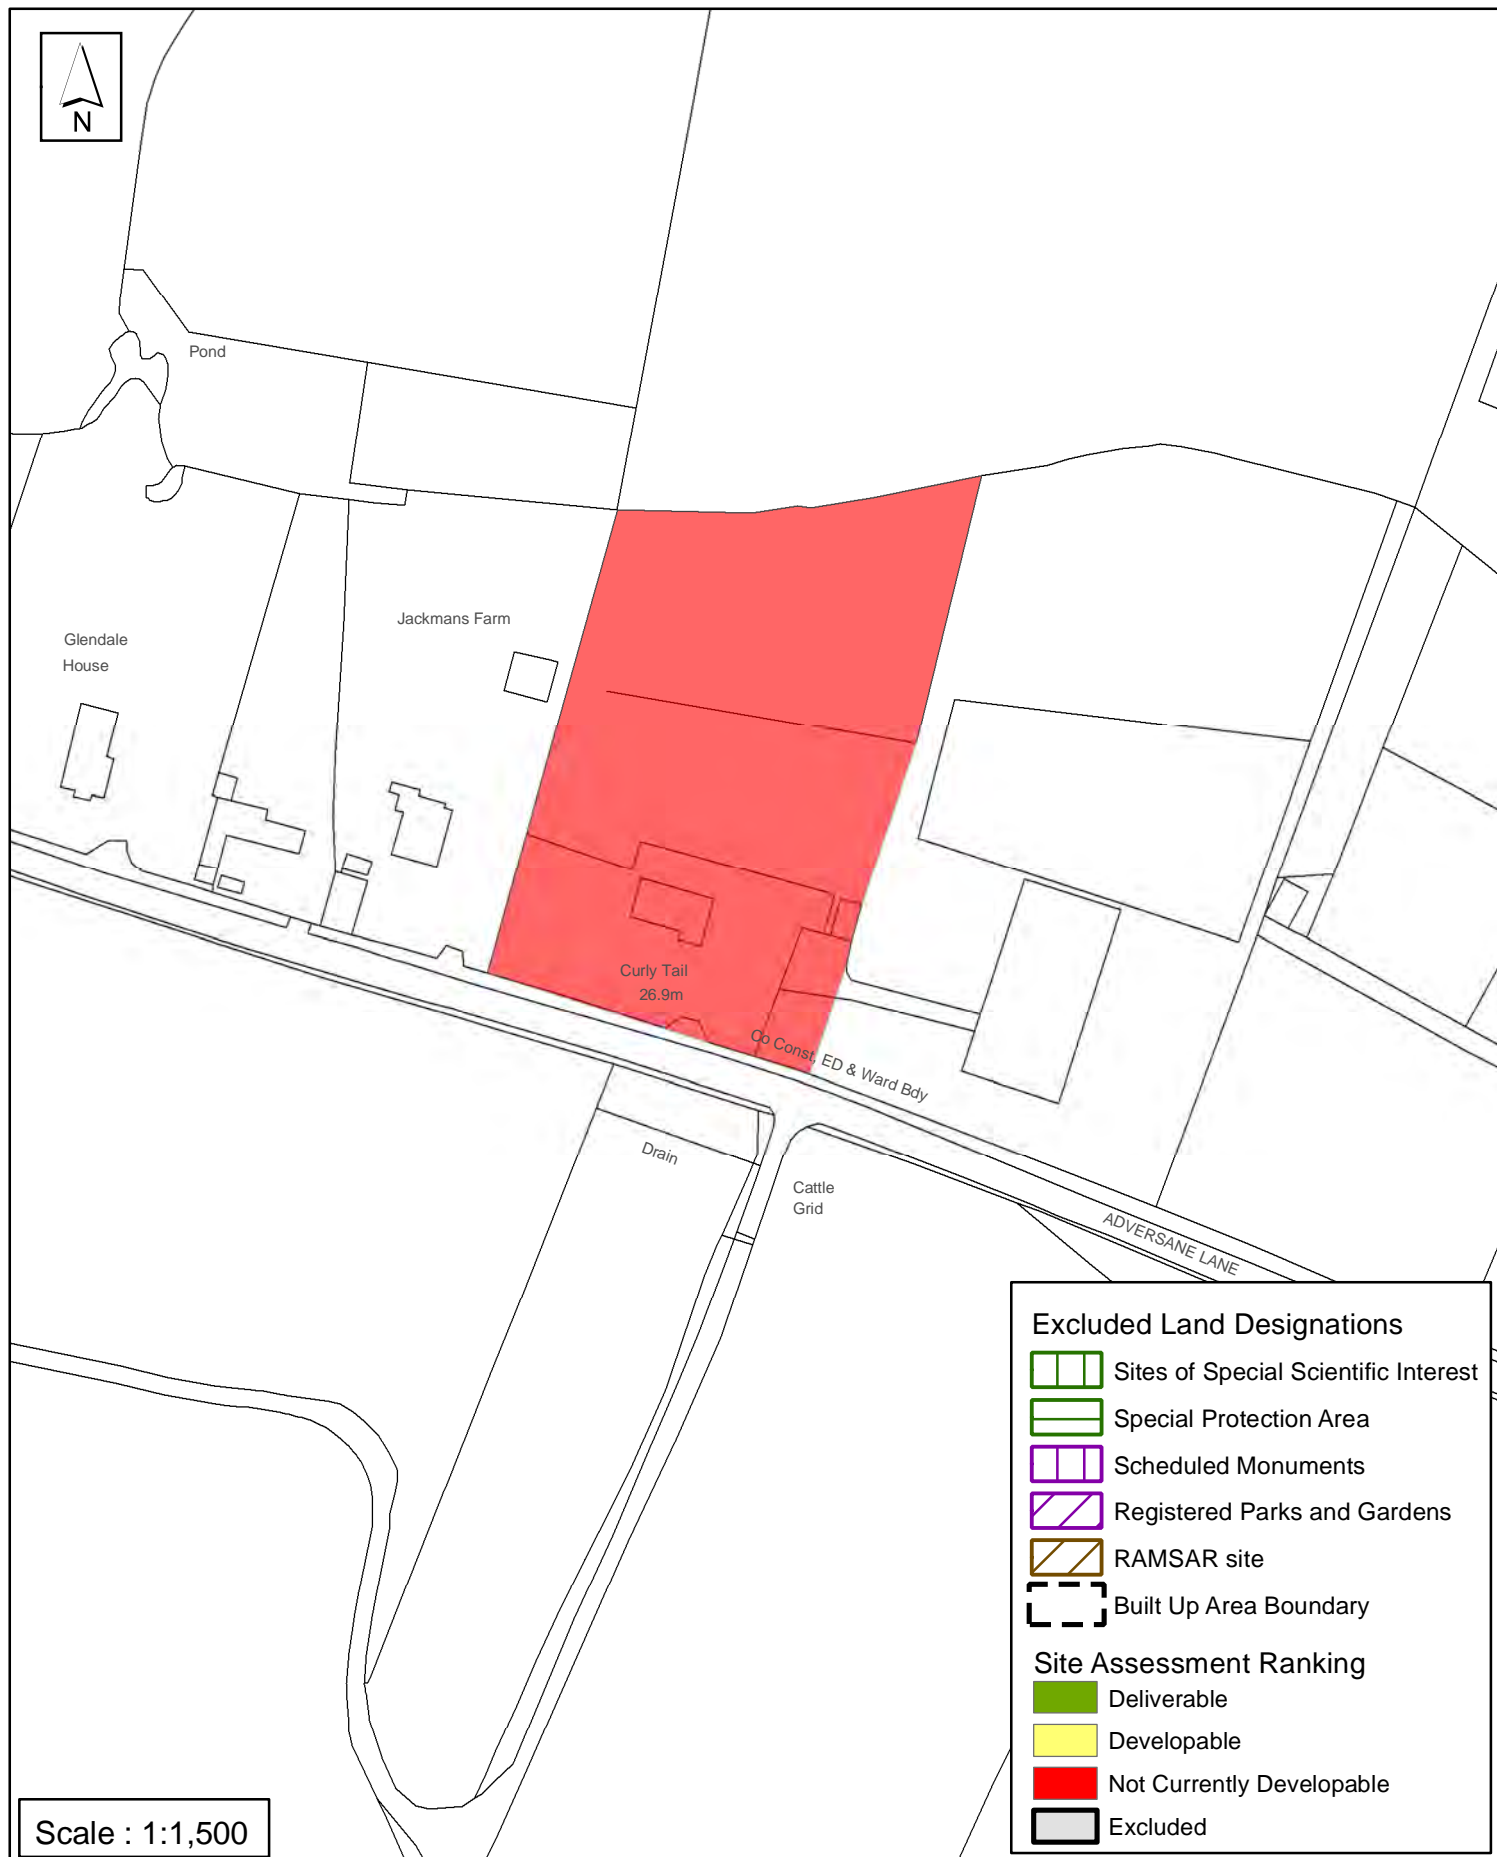 N
Pond
Jackmans Farm
Glendale
House
Curly Tail
26.9m
Co Const, ED & Ward Bdy
Drain
Cattle
Grid
ADVERSANE LANE
Excluded Land Designations
Sites of Special Scientific Interest
Special Protection Area
Scheduled Monuments
Registered Parks and Gardens
RAMSAR site
Built Up Area Boundary
Site Assessment Ranking
Deliverable
Developable
Not Currently Developable
Excluded
Scale : 1:1,500